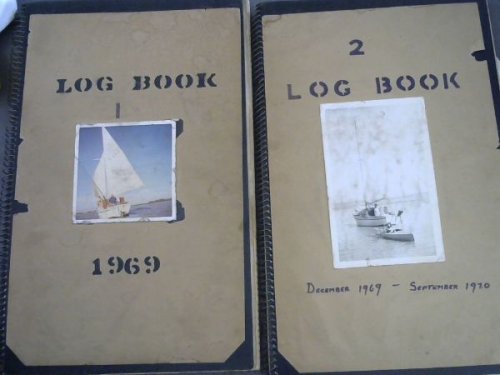 LOG BOOK
1
1969
2
LOG BOOK
DECEMBER 1969 - SEPTEMBER 1970